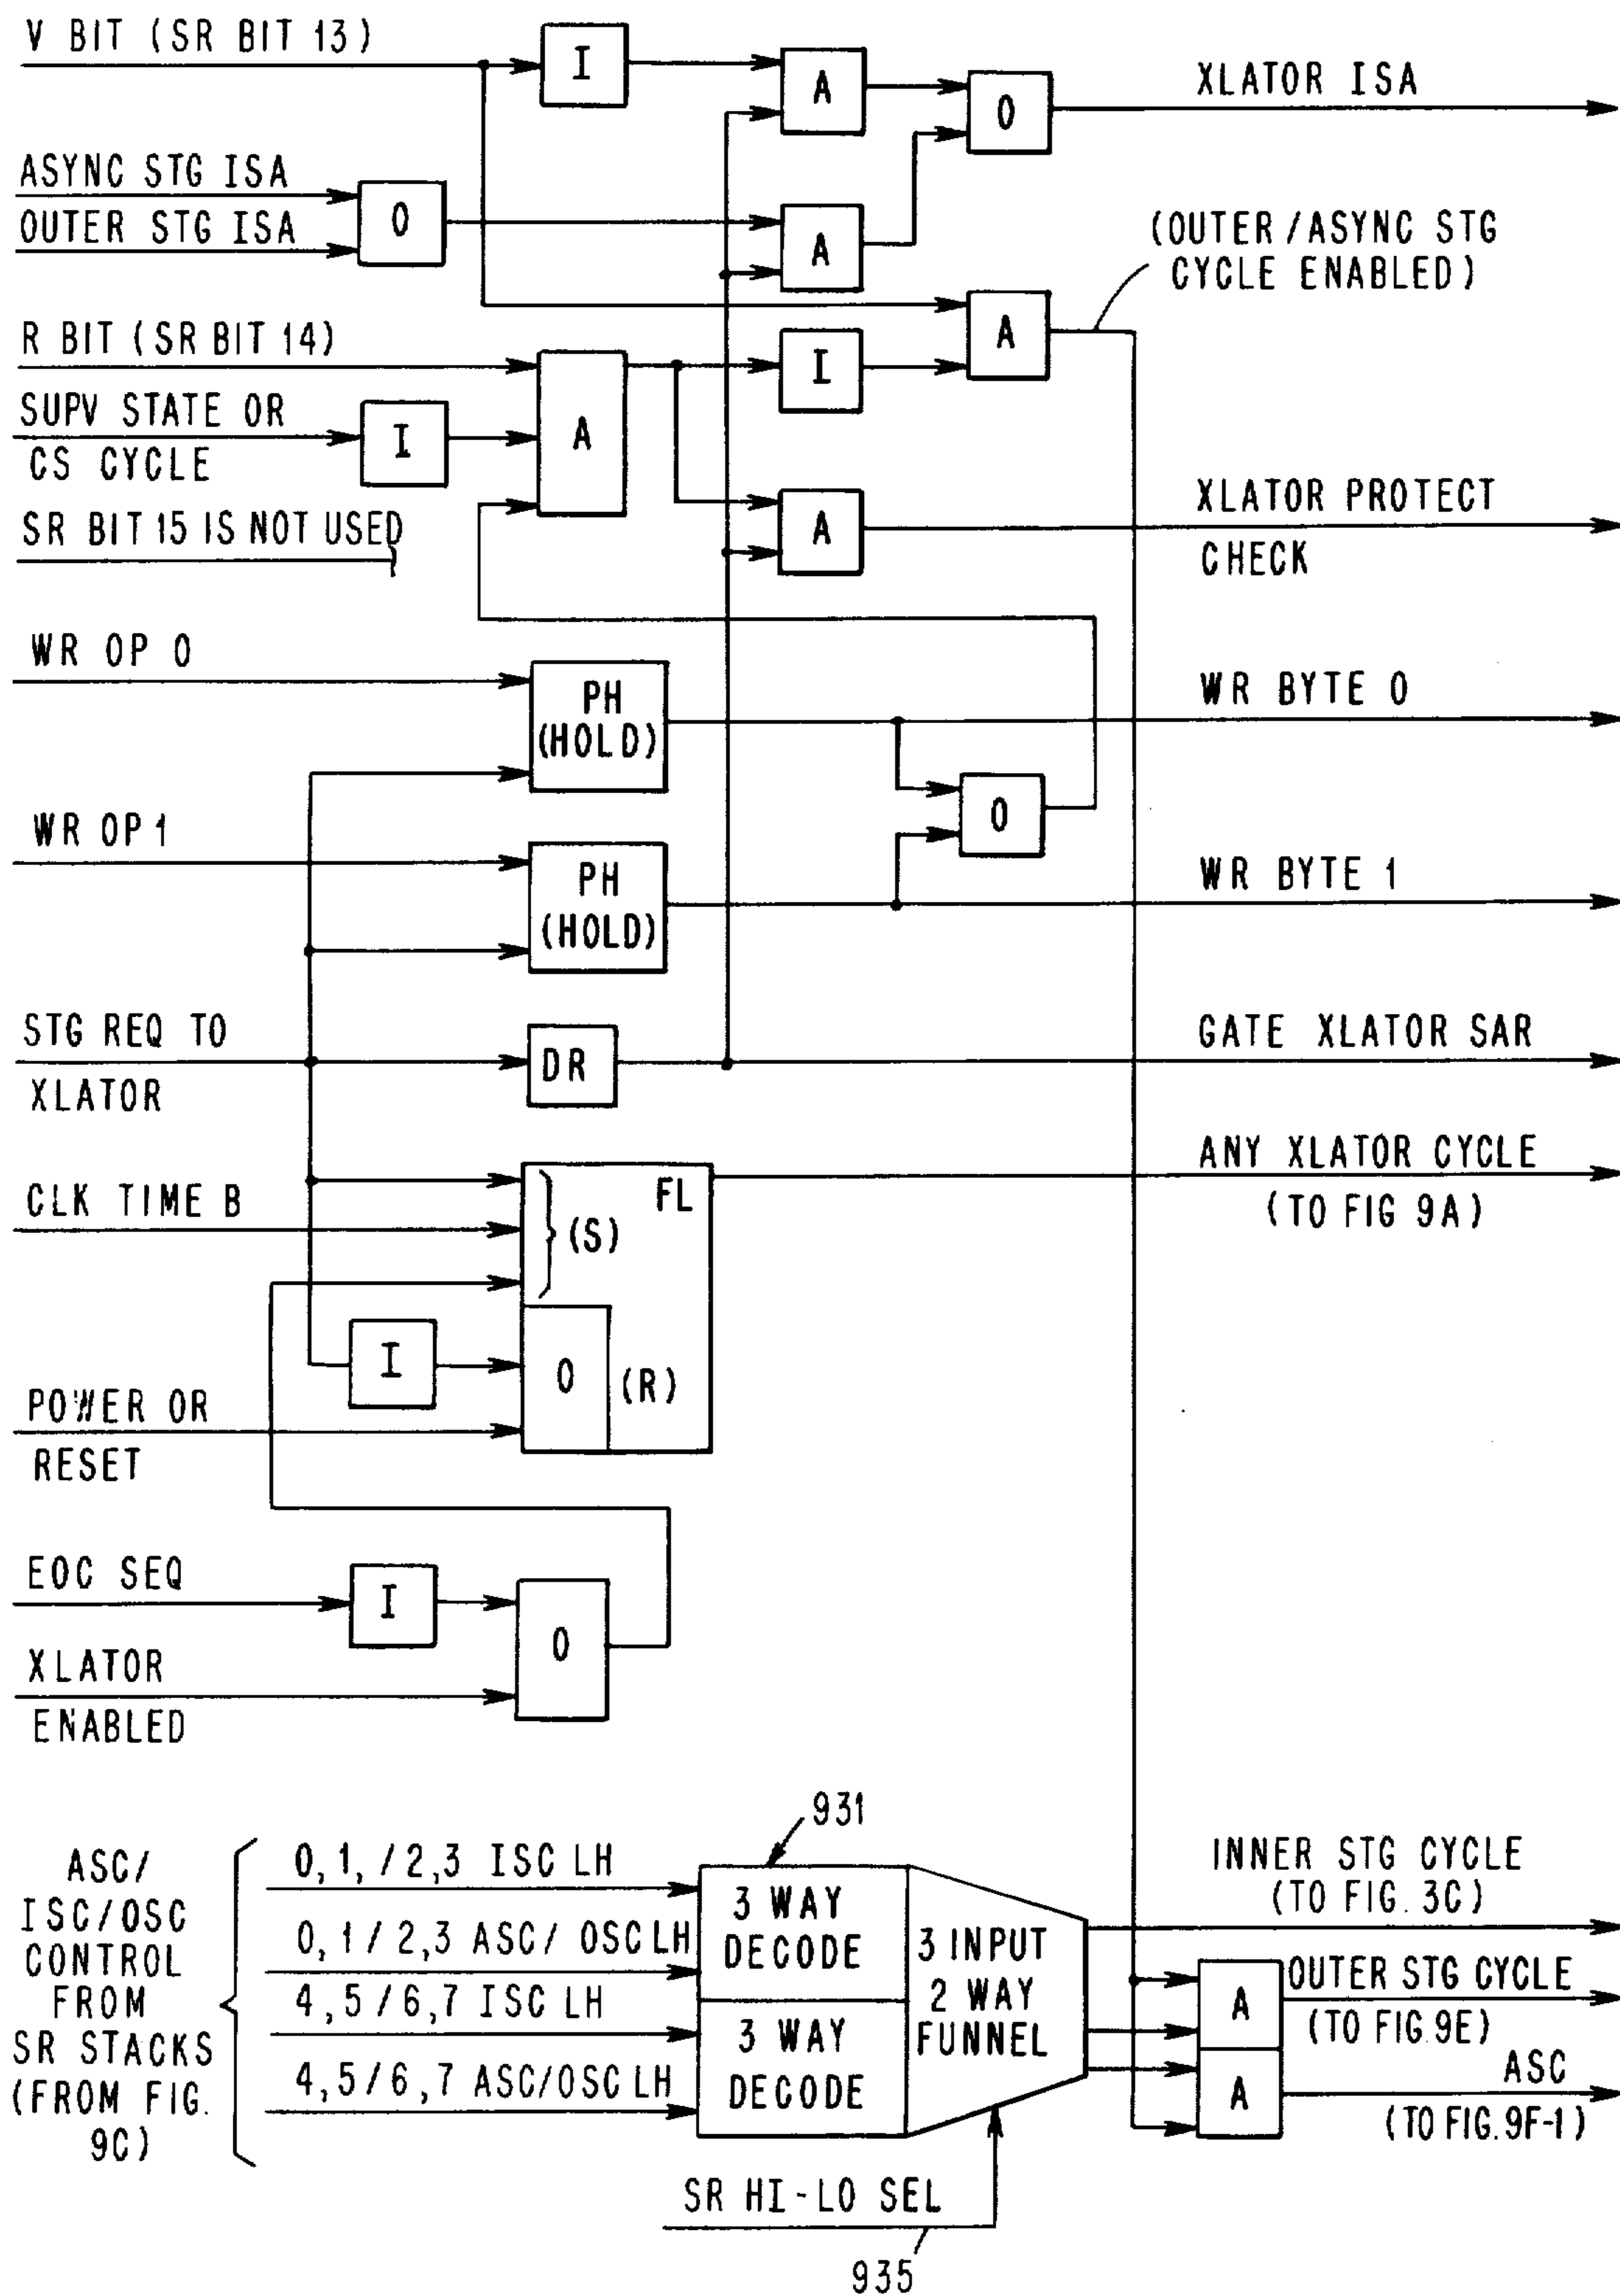 V BIT (SR BIT 13)
I
A
O
XLATOR ISA
ASYNC STG ISA
OUTER STG ISA
O
A
(OUTER/ASYNC STG
CYCLE ENABLED)
R BIT (SR BIT 14)
A
I
A
SUPV STATE OR
CS CYCLE
I
SR BIT 15 IS NOT USED
A
XLATOR PROTECT
CHECK
WR OP 0
PH
(HOLD)
WR BYTE 0
O
WR OP 1
PH
(HOLD)
WR BYTE 1
STG REQ TO
XLATOR
DR
GATE XLATOR SAR
ANY XLATOR CYCLE
(TO FIG 9A)
CLK TIME B
(S)
FL
I
O
(R)
POWER OR
RESET
EOC SEQ
I
O
XLATOR
ENABLED
931
ASC/
ISC/OSC
CONTROL
FROM
SR STACKS
(FROM FIG.
9C)
0,1,/2,3 ISC LH
0,1/2,3 ASC/OSC LH
4,5/6,7 ISC LH
4,5/6,7 ASC/OSC LH
3 WAY
DECODE
3 WAY
DECODE
3 INPUT
2 WAY
FUNNEL
INNER STG CYCLE
(TO FIG. 3C)
A
OUTER STG CYCLE
(TO FIG. 9E)
A
ASC
(TO FIG. 9F-1)
SR HI-LO SEL
935